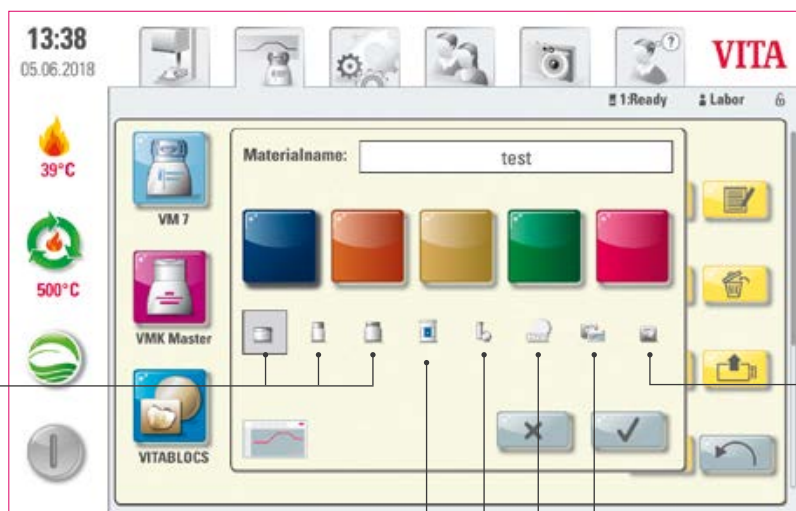 13:38
05.06.2018
?
VITA
1:Ready
Labor
39°C
500°C
Materialname:
test
VM 7
VMK Master
VITABLOCS